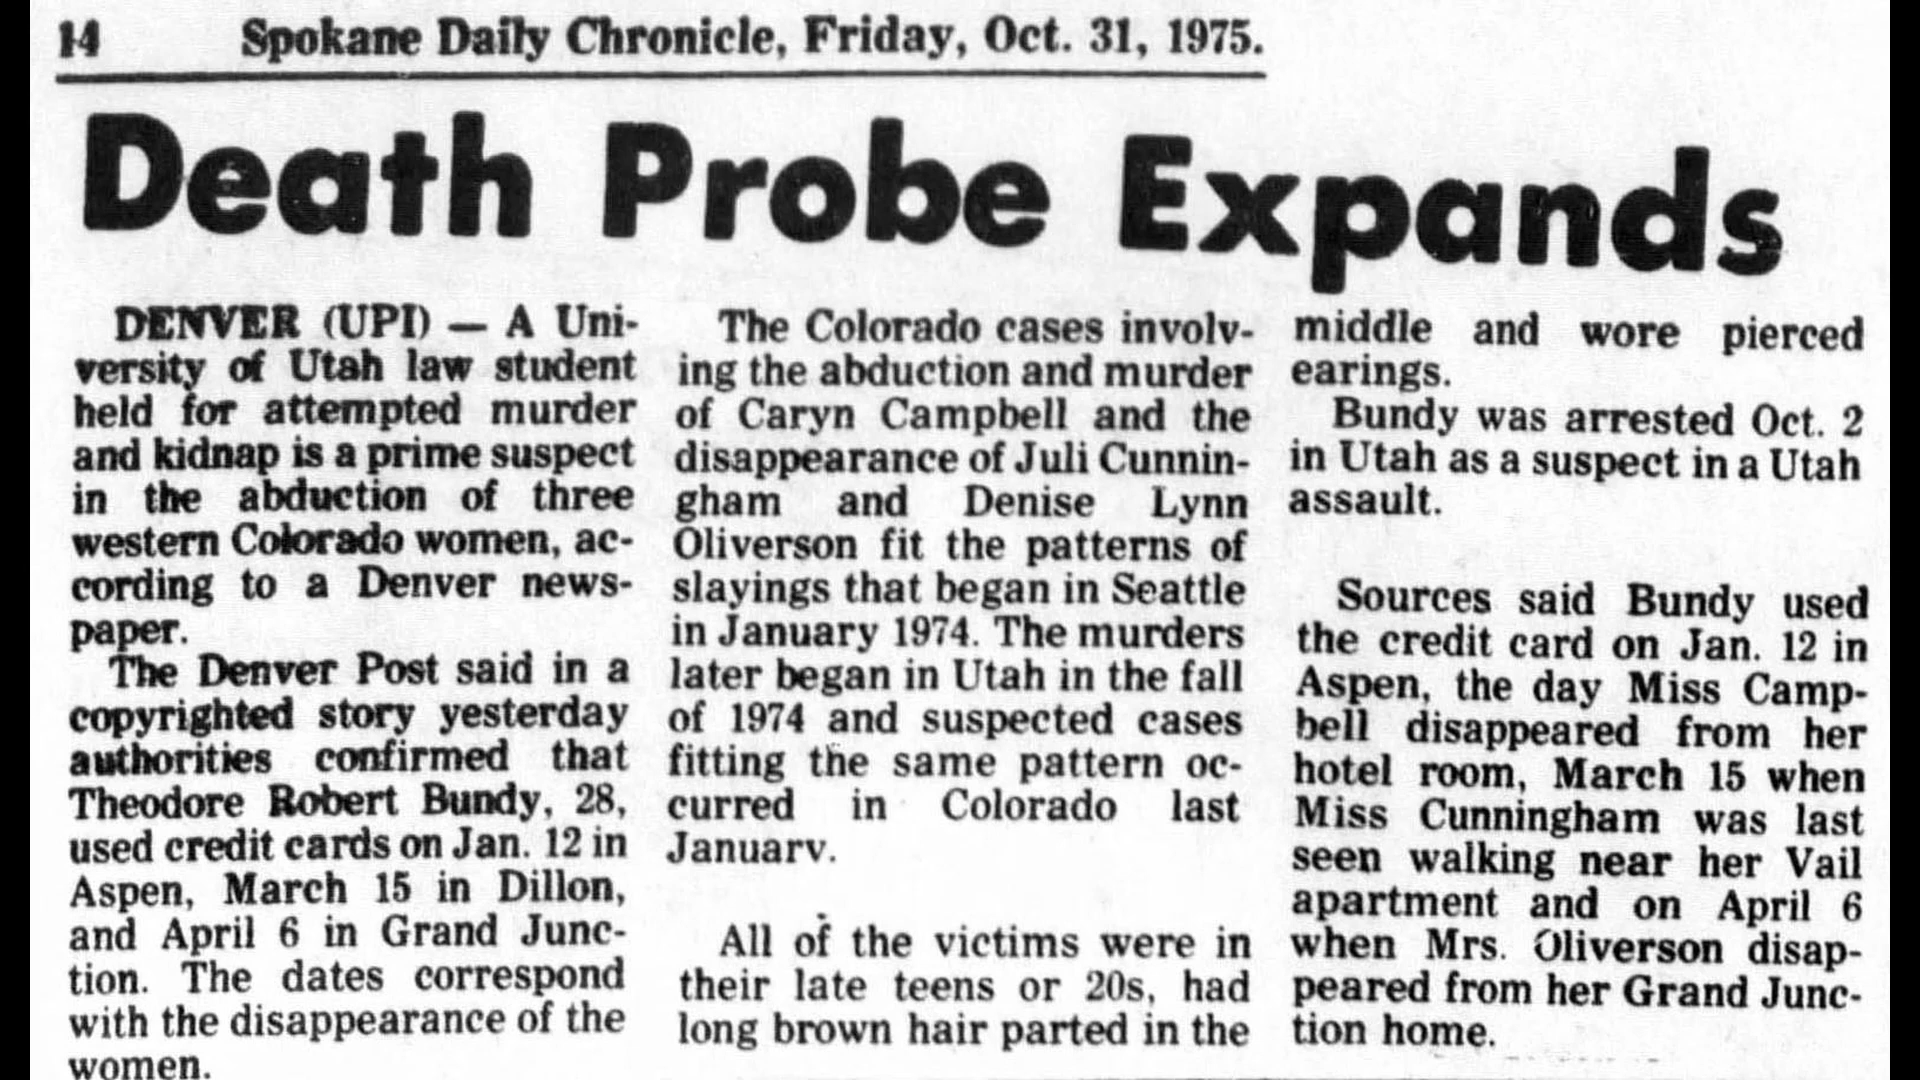 14 Spokane Daily Chronicle, Friday, Oct. 31, 1975.
Death Probe Expands
DENVER (UPI) — A Uni-
versity of Utah law student
held for attempted murder
and kidnap is a prime suspect
in the abduction of three
western Colorado women, ac-
cording to a Denver news-
paper.
The Denver Post said in a
copyrighted story yesterday
authorities confirmed that
Theodore Robert Bundy, 28,
used credit cards on Jan. 12 in
Aspen, March 15 in Dillon,
and April 6 in Grand Junc-
tion. The dates correspond
with the disappearance of the
women.
The Colorado cases involv-
ing the abduction and murder
of Caryn Campbell and the
disappearance of Juli Cunnin-
gham and Denise Lynn
Oliverson fit the patterns of
slayings that began in Seattle
in January 1974. The murders
later began in Utah in the fall
of 1974 and suspected cases
fitting the same pattern oc-
curred in Colorado last
January.
All of the victims were in
their late teens or 20s, had
long brown hair parted in the
middle and wore pierced
earings.
Bundy was arrested Oct. 2
in Utah as a suspect in a Utah
assault.
Sources said Bundy used
the credit card on Jan. 12 in
Aspen, the day Miss Camp-
bell disappeared from her
hotel room, March 15 when
Miss Cunningham was last
seen walking near her Vail
apartment and on April 6
when Mrs. Oliverson disap-
peared from her Grand Junc-
tion home.